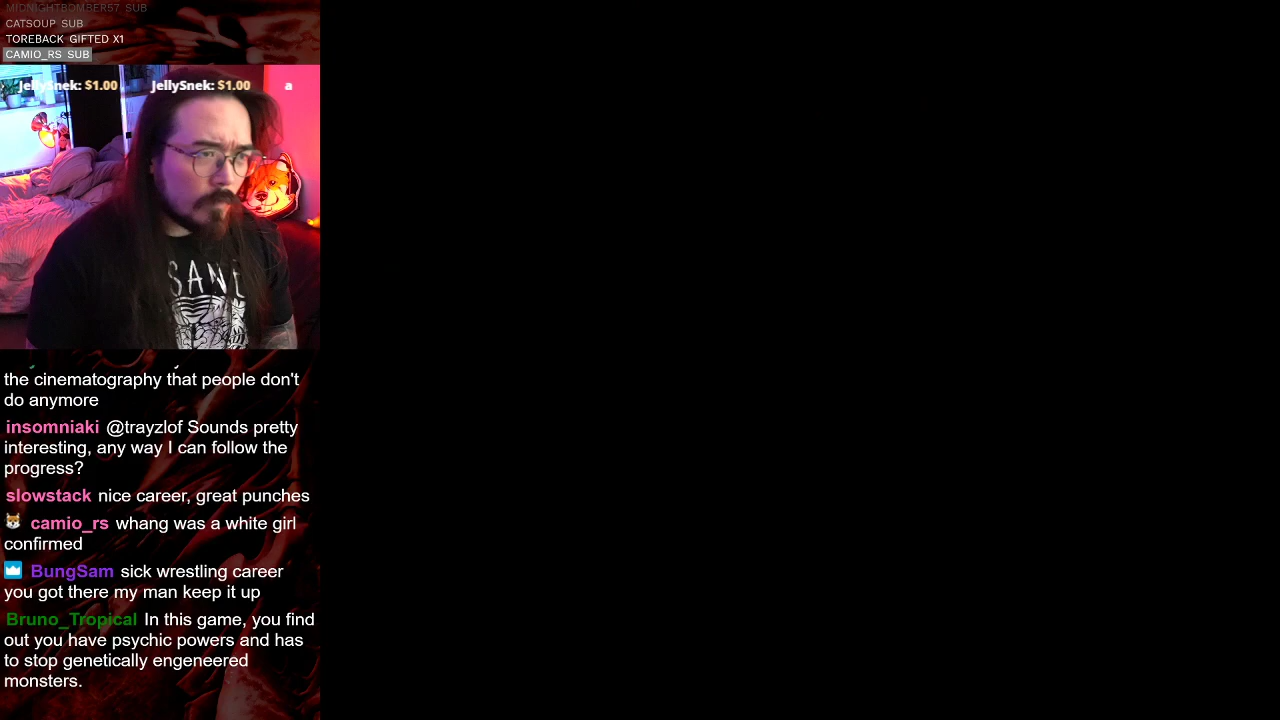 MIDNIGHTBOMBER57 SUB
CATSOUP SUB
TOREBACK GIFTED X1
CAMIO_RS SUB
JellySnek: $1.00 JellySnek: $1.00 a
SANE
the cinematography that people don't
do anymore
insomniaki @trayzlof Sounds pretty
interesting, any way I can follow the
progress?
slowstack nice career, great punches
camio_rs whang was a white girl
confirmed
BungSam sick wrestling career
you got there my man keep it up
Bruno_Tropical In this game, you find
out you have psychic powers and has
to stop genetically engeneered
monsters.